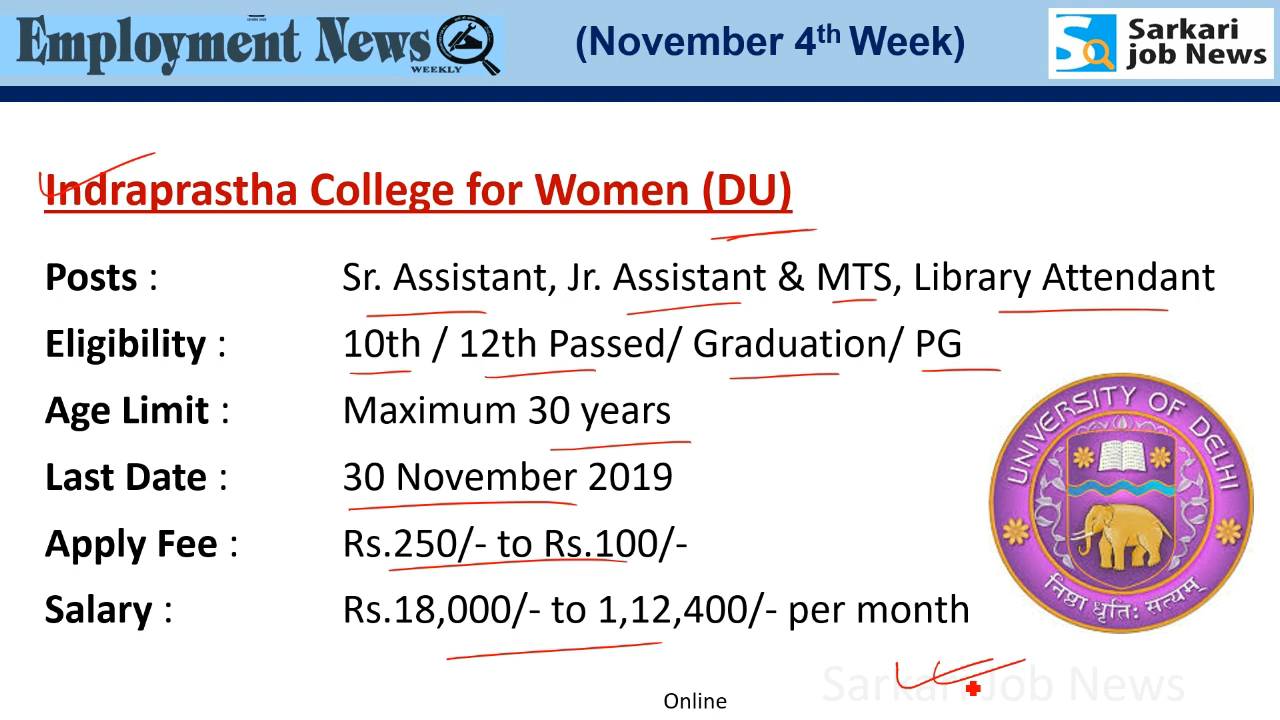 Employment News
WEEKLY
(November 4th Week)
Sarkari
job News
Indraprastha College for Women (DU)
Posts : Sr. Assistant, Jr. Assistant & MTS, Library Attendant
Eligibility : 10th / 12th Passed/ Graduation/ PG
Age Limit : Maximum 30 years
Last Date : 30 November 2019
Apply Fee : Rs.250/- to Rs.100/-
Salary : Rs.18,000/- to 1,12,400/- per month
UNIVERSITY OF DELHI
निष्ठा धृति: सत्यम्
Sarkari Job News
Online